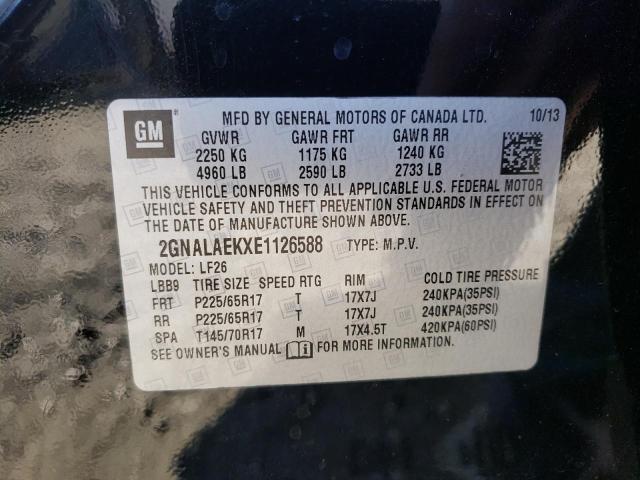 GM
MFD BY GENERAL MOTORS OF CANADA LTD. 10/13
GVWR GAWR FRT GAWR RR
2250 KG 1175 KG 1240 KG
4960 LB 2590 LB 2733 LB
THIS VEHICLE CONFORMS TO ALL APPLICABLE U.S. FEDERAL MOTOR
VEHICLE SAFETY AND THEFT PREVENTION STANDARDS IN EFFECT ON
THE DATE OF MANUFACTURE SHOWN ABOVE.
2GNALAEKXE1126588 TYPE: M.P.V.
MODEL: LF26
LBB9 TIRE SIZE SPEED RTG RIM COLD TIRE PRESSURE
FRT P225/65R17 T 17X7J 240KPA(35PSI)
RR P225/65R17 T 17X7J 240KPA(35PSI)
SPA T145/70R17 M 17X4.5T 420KPA(60PSI)
SEE OWNER'S MANUAL FOR MORE INFORMATION.